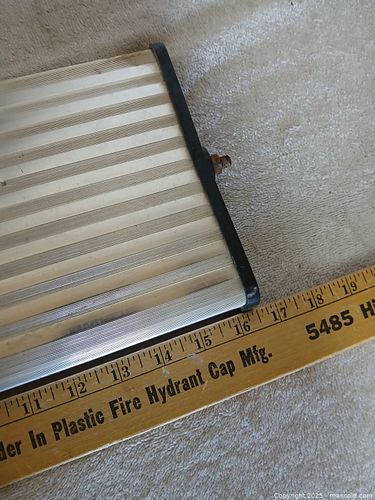 11 12 13 14 15 16 17 18 19
der In Plastic Fire Hydrant Cap Mfg. 5485 H
Copyright 2025 - maxsold.com